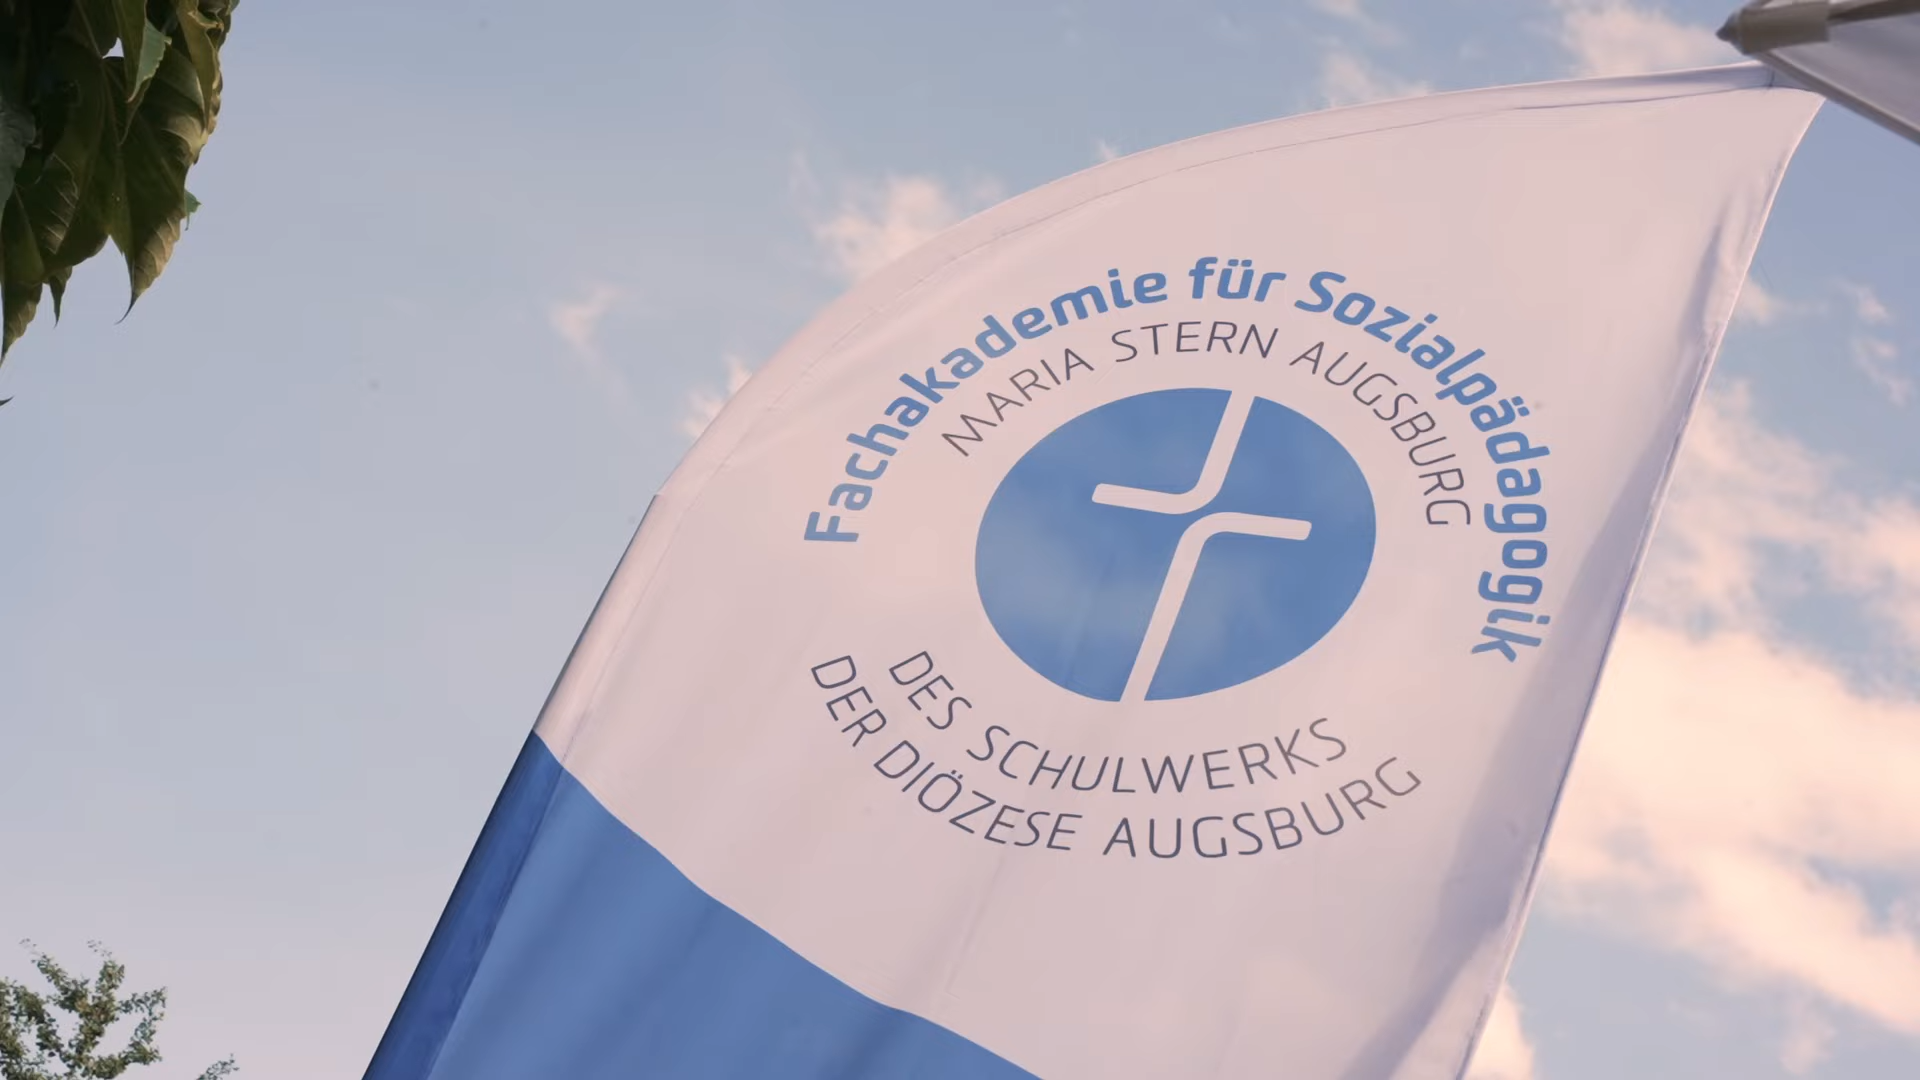 Fachakademie für Sozialpädagogik
MARIA STERN AUGSBURG
DES SCHULWERKS
DER DIÖZESE AUGSBURG